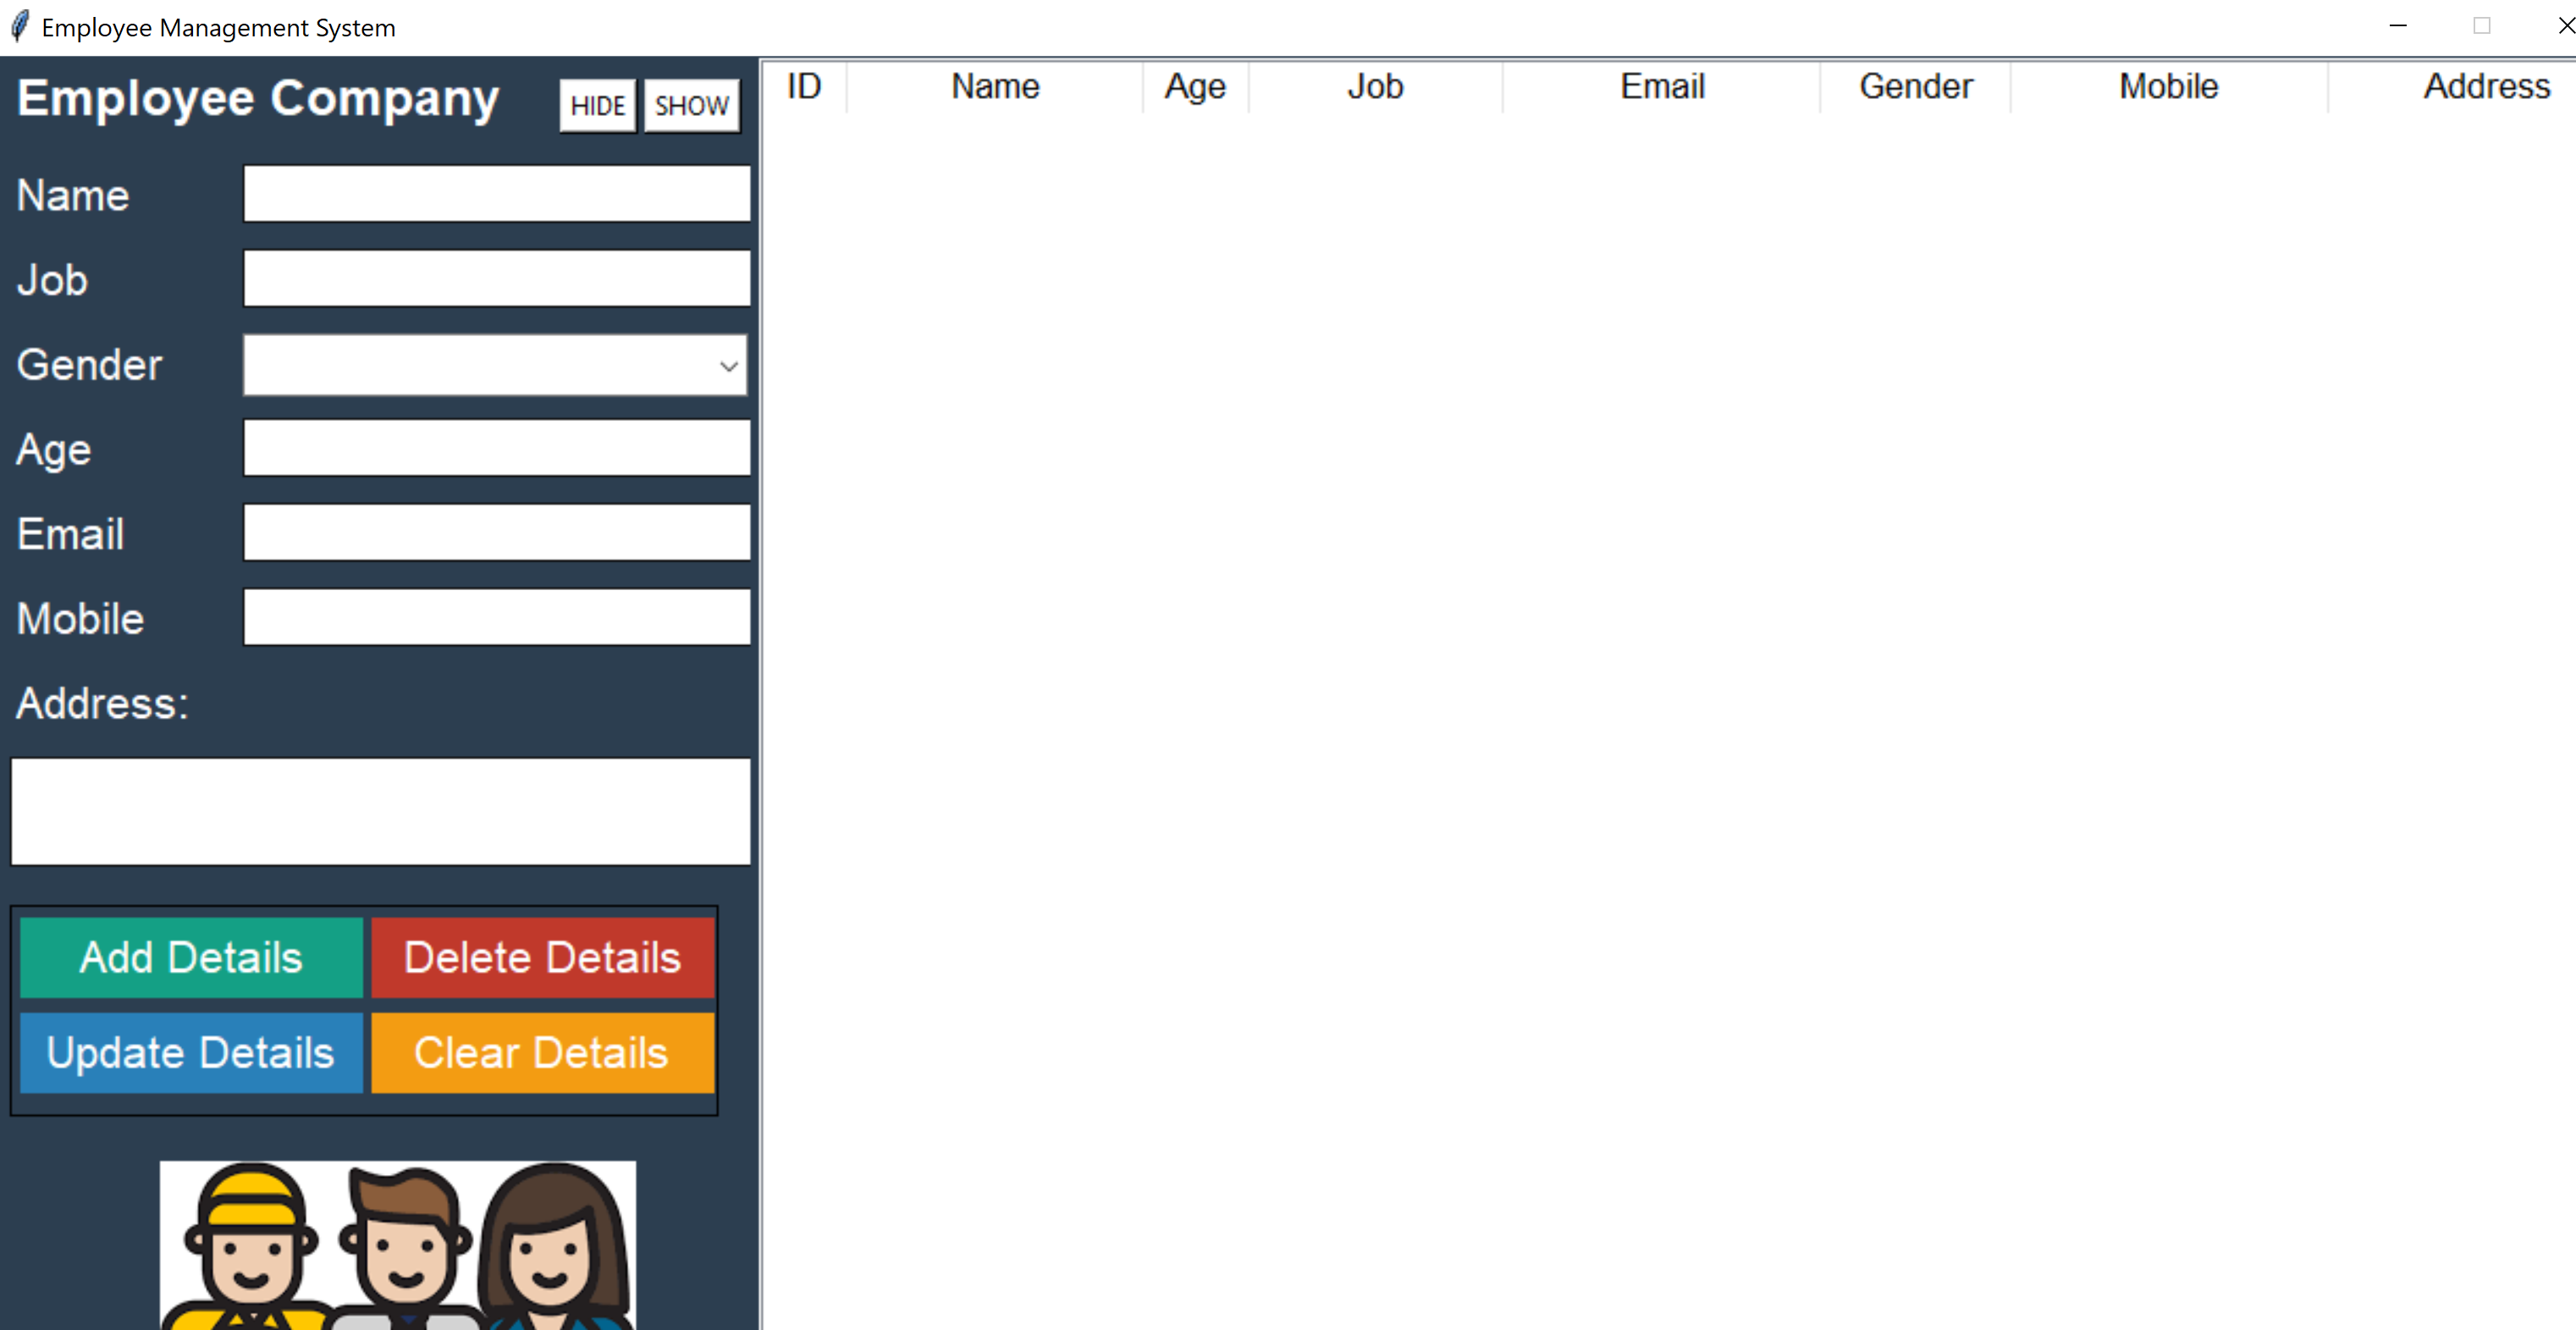 Employee Management System
Employee Company HIDE SHOW
ID Name Age Job Email Gender Mobile Address
Name
Job
Gender
Age
Email
Mobile
Address:
Add Details Delete Details
Update Details Clear Details